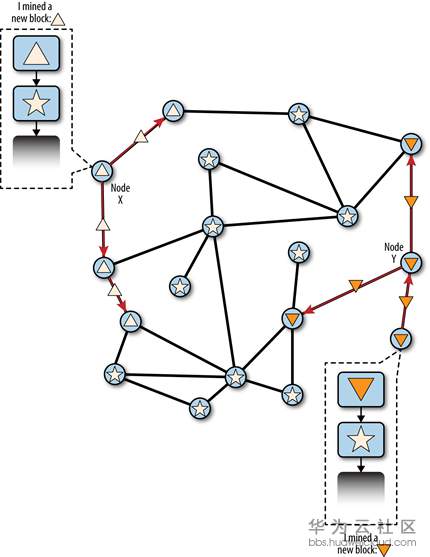 I mined a
new block:
Node
X
Node
Y
I mined a
new block:
华为云社区
bbs.huaweicloud.com